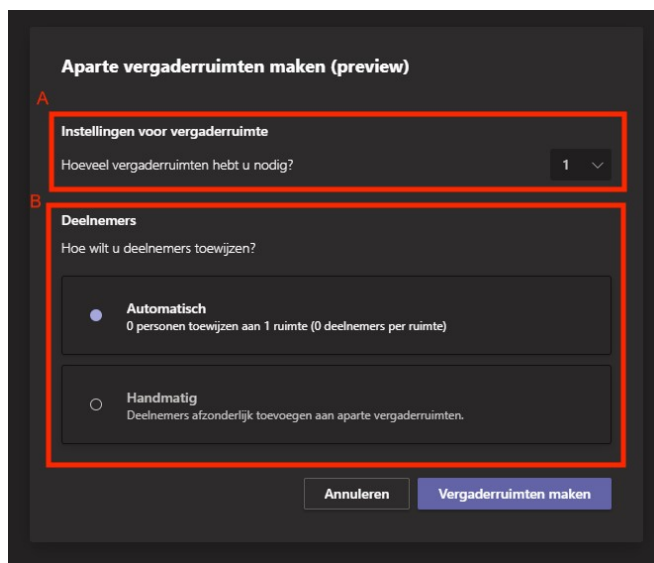 Aparte vergaderruimten maken (preview)
A
Instellingen voor vergaderruimte
Hoeveel vergaderruimten hebt u nodig?
1
B
Deelnemers
Hoe wilt u deelnemers toewijzen?
Automatisch
0 personen toewijzen aan 1 ruimte (0 deelnemers per ruimte)
Handmatig
Deelnemers afzonderlijk toevoegen aan aparte vergaderruimten.
Annuleren
Vergaderruimten maken